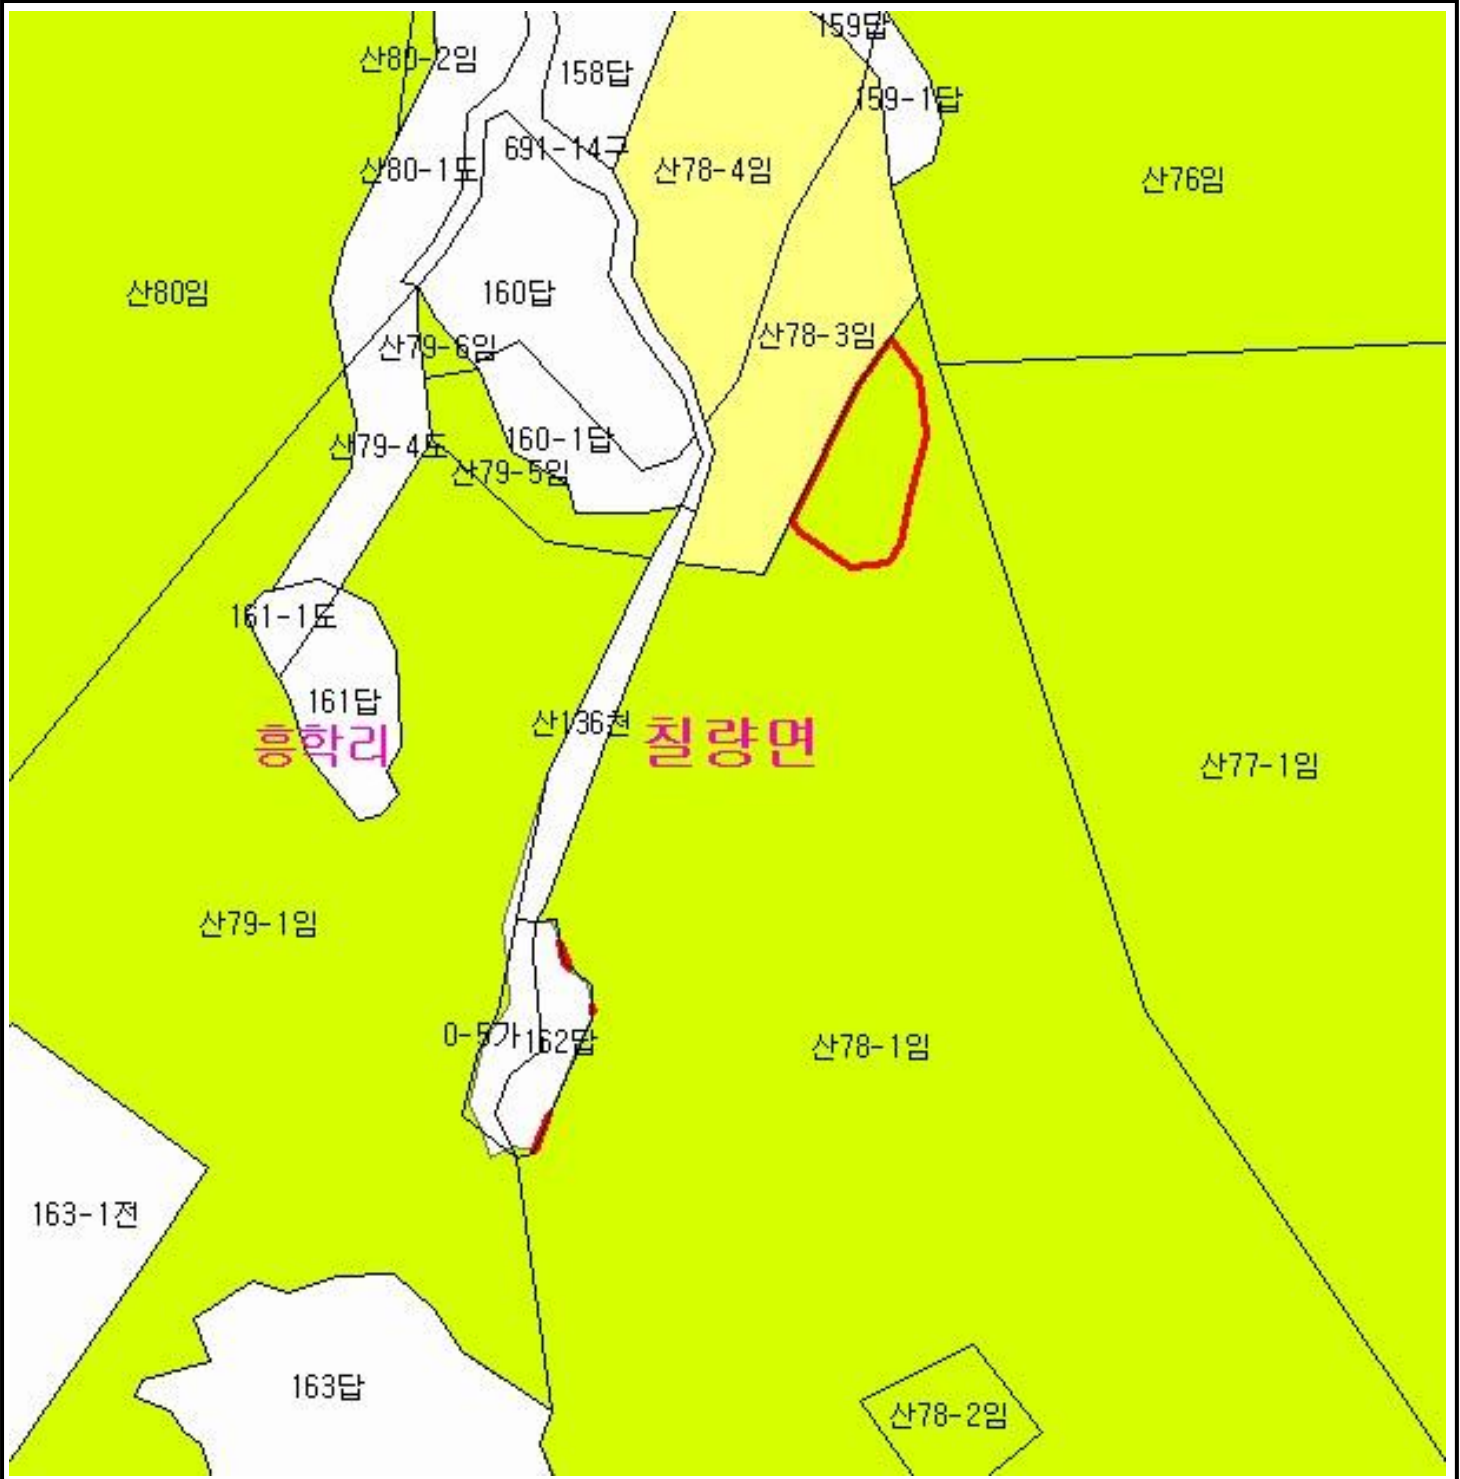 159답
산80-2임
158답
159-1답
691-14구
산80-1도
산78-4임
산76임
산80임
160답
산78-3임
산79-6임
160-1답
산79-4도
산79-5임
161-1도
161답
산136천
흥학리
칠량면
산77-1임
산79-1임
0-5가
162답
산78-1임
163-1전
163답
산78-2임